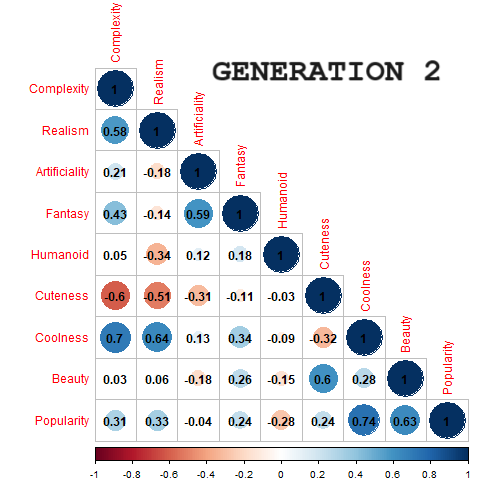 GENERATION 2
Complexity
Realism
Artificiality
Fantasy
Humanoid
Cuteness
Coolness
Beauty
Popularity
Complexity 1
Realism 0.58 1
Artificiality 0.21 -0.18 1
Fantasy 0.43 -0.14 0.59 1
Humanoid 0.05 -0.34 0.12 0.18 1
Cuteness -0.6 -0.51 -0.31 -0.11 -0.03 1
Coolness 0.7 0.64 0.13 0.34 -0.09 -0.32 1
Beauty 0.03 0.06 -0.18 0.26 -0.15 0.6 0.28 1
Popularity 0.31 0.33 -0.04 0.24 -0.28 0.24 0.74 0.63 1
-1 -0.8 -0.6 -0.4 -0.2 0 0.2 0.4 0.6 0.8 1